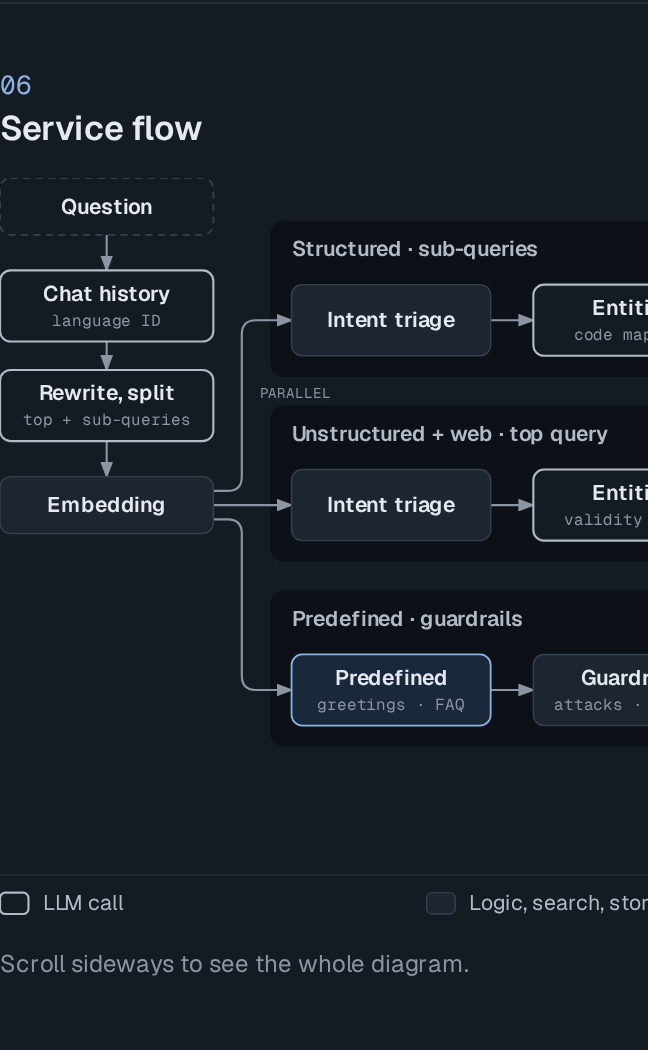 06
Service flow
Question
Chat history
language ID
Rewrite, split
top + sub-queries
Embedding
Structured · sub-queries
Intent triage
code
PARALLEL
Unstructured + web · top query
Intent triage
validity
Predefined · guardrails
Predefined
greetings · FAQ
attacks ·
LLM call
Logic, search,
Scroll sideways to see the whole diagram.